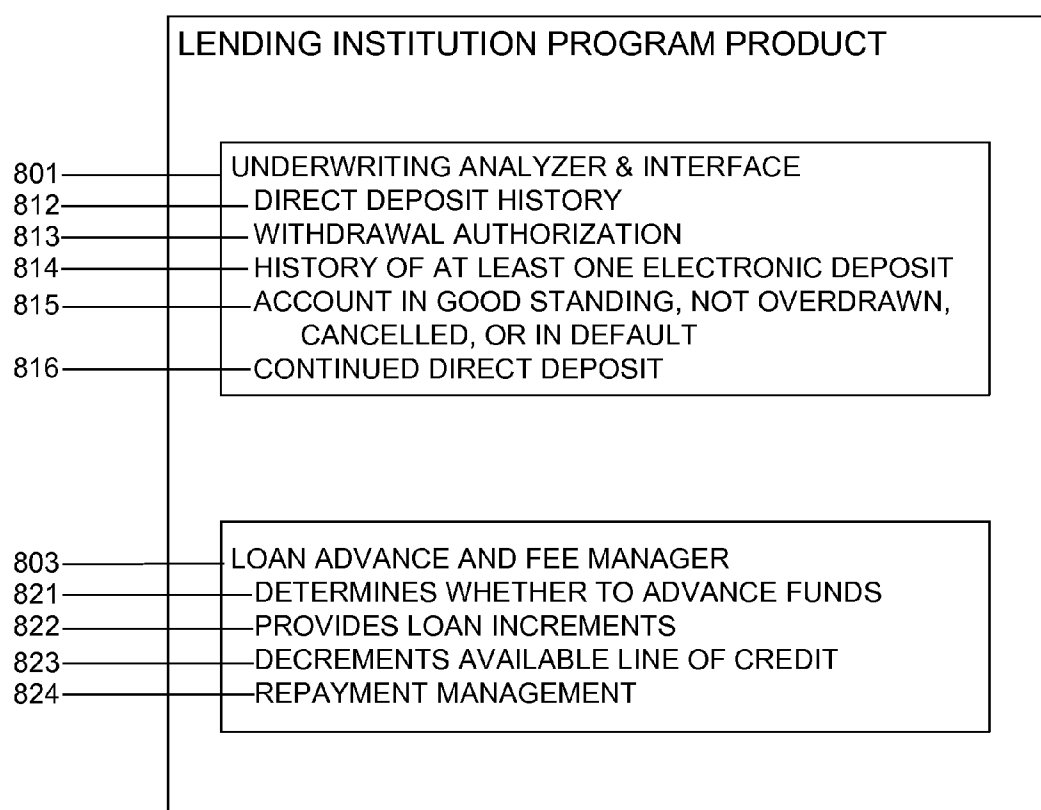 LENDING INSTITUTION PROGRAM PRODUCT
801 UNDERWRITING ANALYZER & INTERFACE
812 DIRECT DEPOSIT HISTORY
813 WITHDRAWAL AUTHORIZATION
814 HISTORY OF AT LEAST ONE ELECTRONIC DEPOSIT
815 ACCOUNT IN GOOD STANDING, NOT OVERDRAWN,
CANCELLED, OR IN DEFAULT
816 CONTINUED DIRECT DEPOSIT
803 LOAN ADVANCE AND FEE MANAGER
821 DETERMINES WHETHER TO ADVANCE FUNDS
822 PROVIDES LOAN INCREMENTS
823 DECREMENTS AVAILABLE LINE OF CREDIT
824 REPAYMENT MANAGEMENT